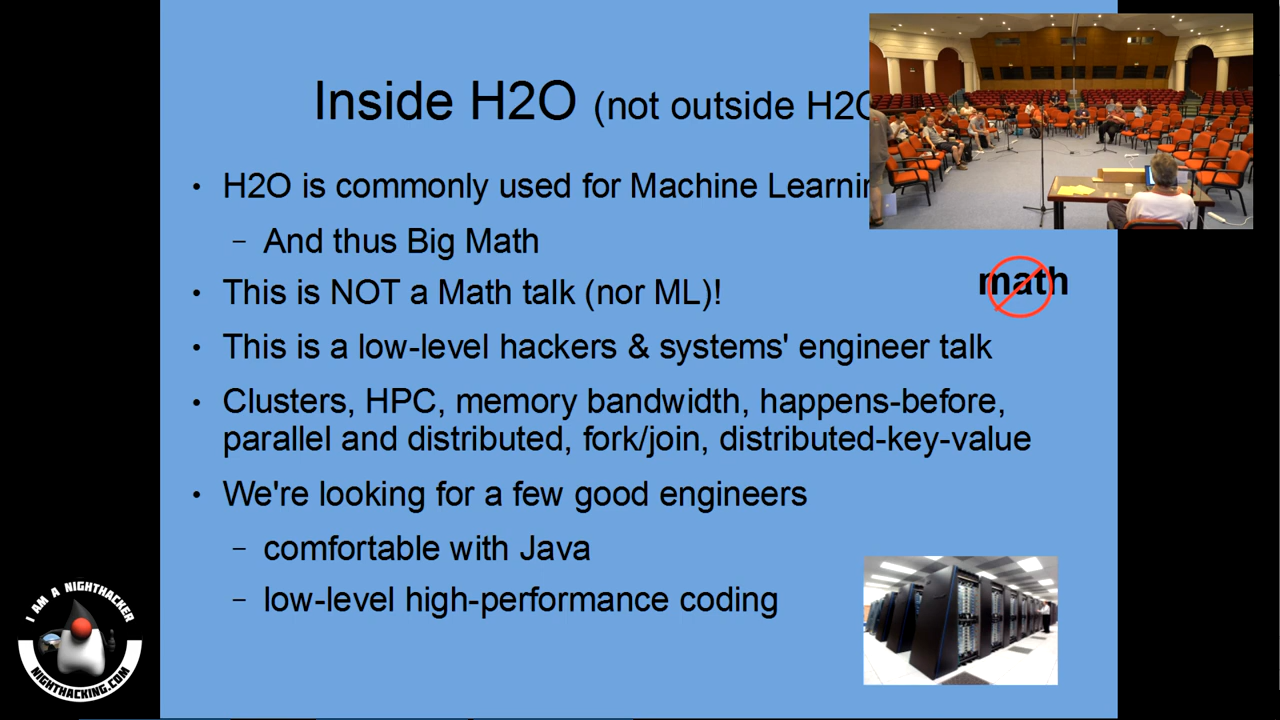 Inside H2O (not outside H2O
H2O is commonly used for Machine Learnin
– And thus Big Math
math
• This is NOT a Math talk (nor ML)!
• This is a low-level hackers & systems' engineer talk
• Clusters, HPC, memory bandwidth, happens-before,
parallel and distributed, fork/join, distributed-key-value
• We're looking for a few good engineers
– comfortable with Java
– low-level high-performance coding
I AM A NIGHTHACKER
NIGHTHACKING.COM